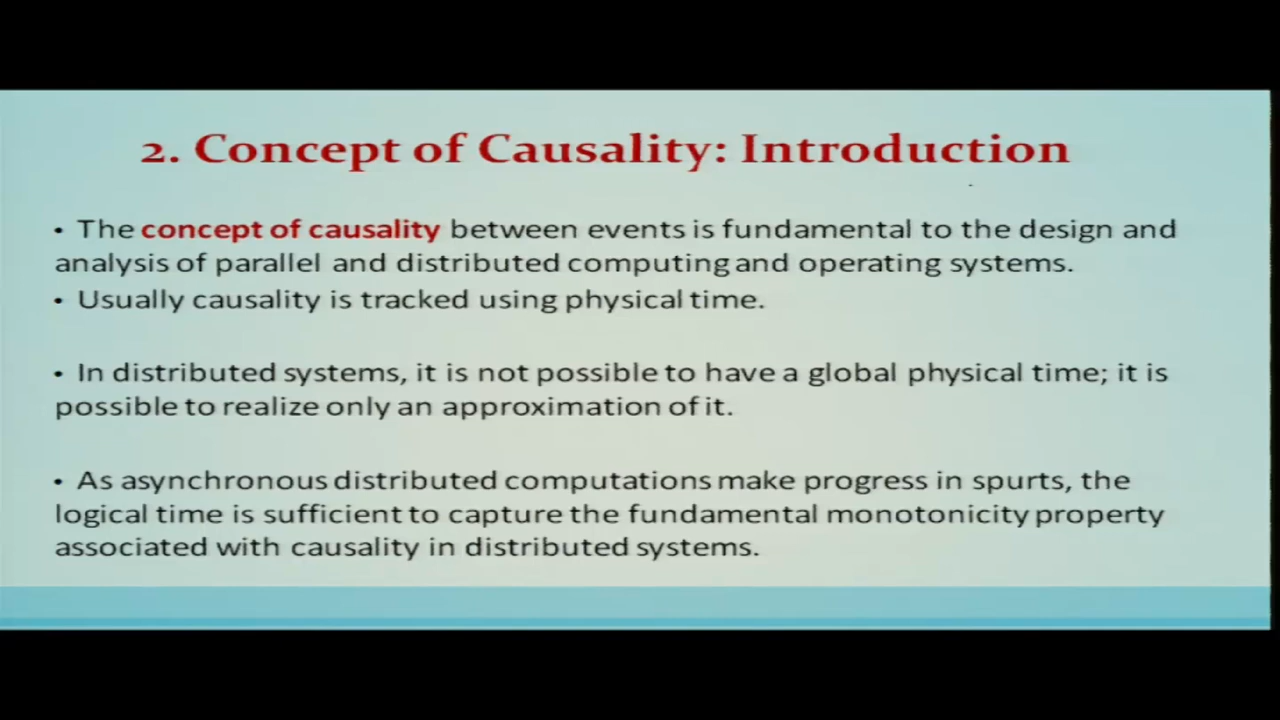 2. Concept of Causality: Introduction
• The concept of causality between events is fundamental to the design and
analysis of parallel and distributed computing and operating systems.
• Usually causality is tracked using physical time.
• In distributed systems, it is not possible to have a global physical time; it is
possible to realize only an approximation of it.
• As asynchronous distributed computations make progress in spurts, the
logical time is sufficient to capture the fundamental monotonicity property
associated with causality in distributed systems.